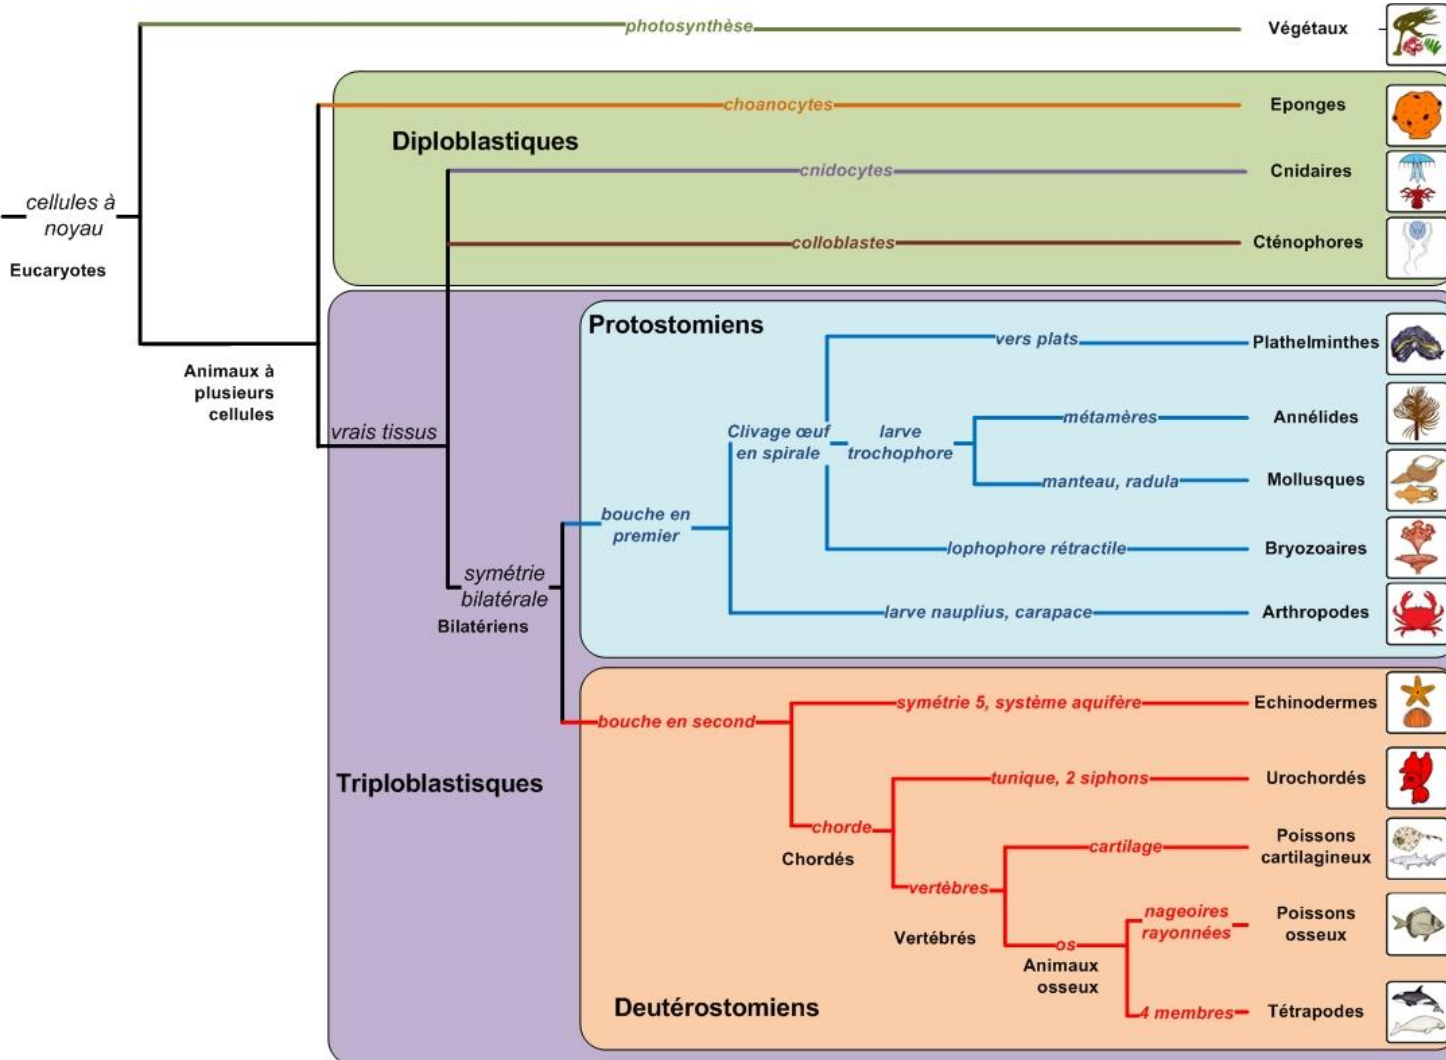 photosynthèse
Végétaux
choanocytes
Eponges
Diploblastiques
cnidocytes
Cnidaires
cellules à
noyau
colloblastes
Cténophores
Eucaryotes
Protostomiens
vers plats
Plathelminthes
Animaux à
plusieurs
cellules
métamères
Annélides
vrais tissus
Clivage œuf
en spirale
larve
trochophore
manteau, radula
Mollusques
bouche en
premier
lophophore rétractile
Bryozoaires
symétrie
bilatérale
Bilatériens
larve nauplius, carapace
Arthropodes
symétrie 5, système aquifère
Echinodermes
bouche en second
Triploblastisques
tunique, 2 siphons
Urochordés
chorde
Chordés
cartilage
Poissons
cartilagineux
vertèbres
Vertébrés
nageoires
rayonnées
Poissons
osseux
os
Animaux
osseux
Deutérostomiens
4 membres
Tétrapodes